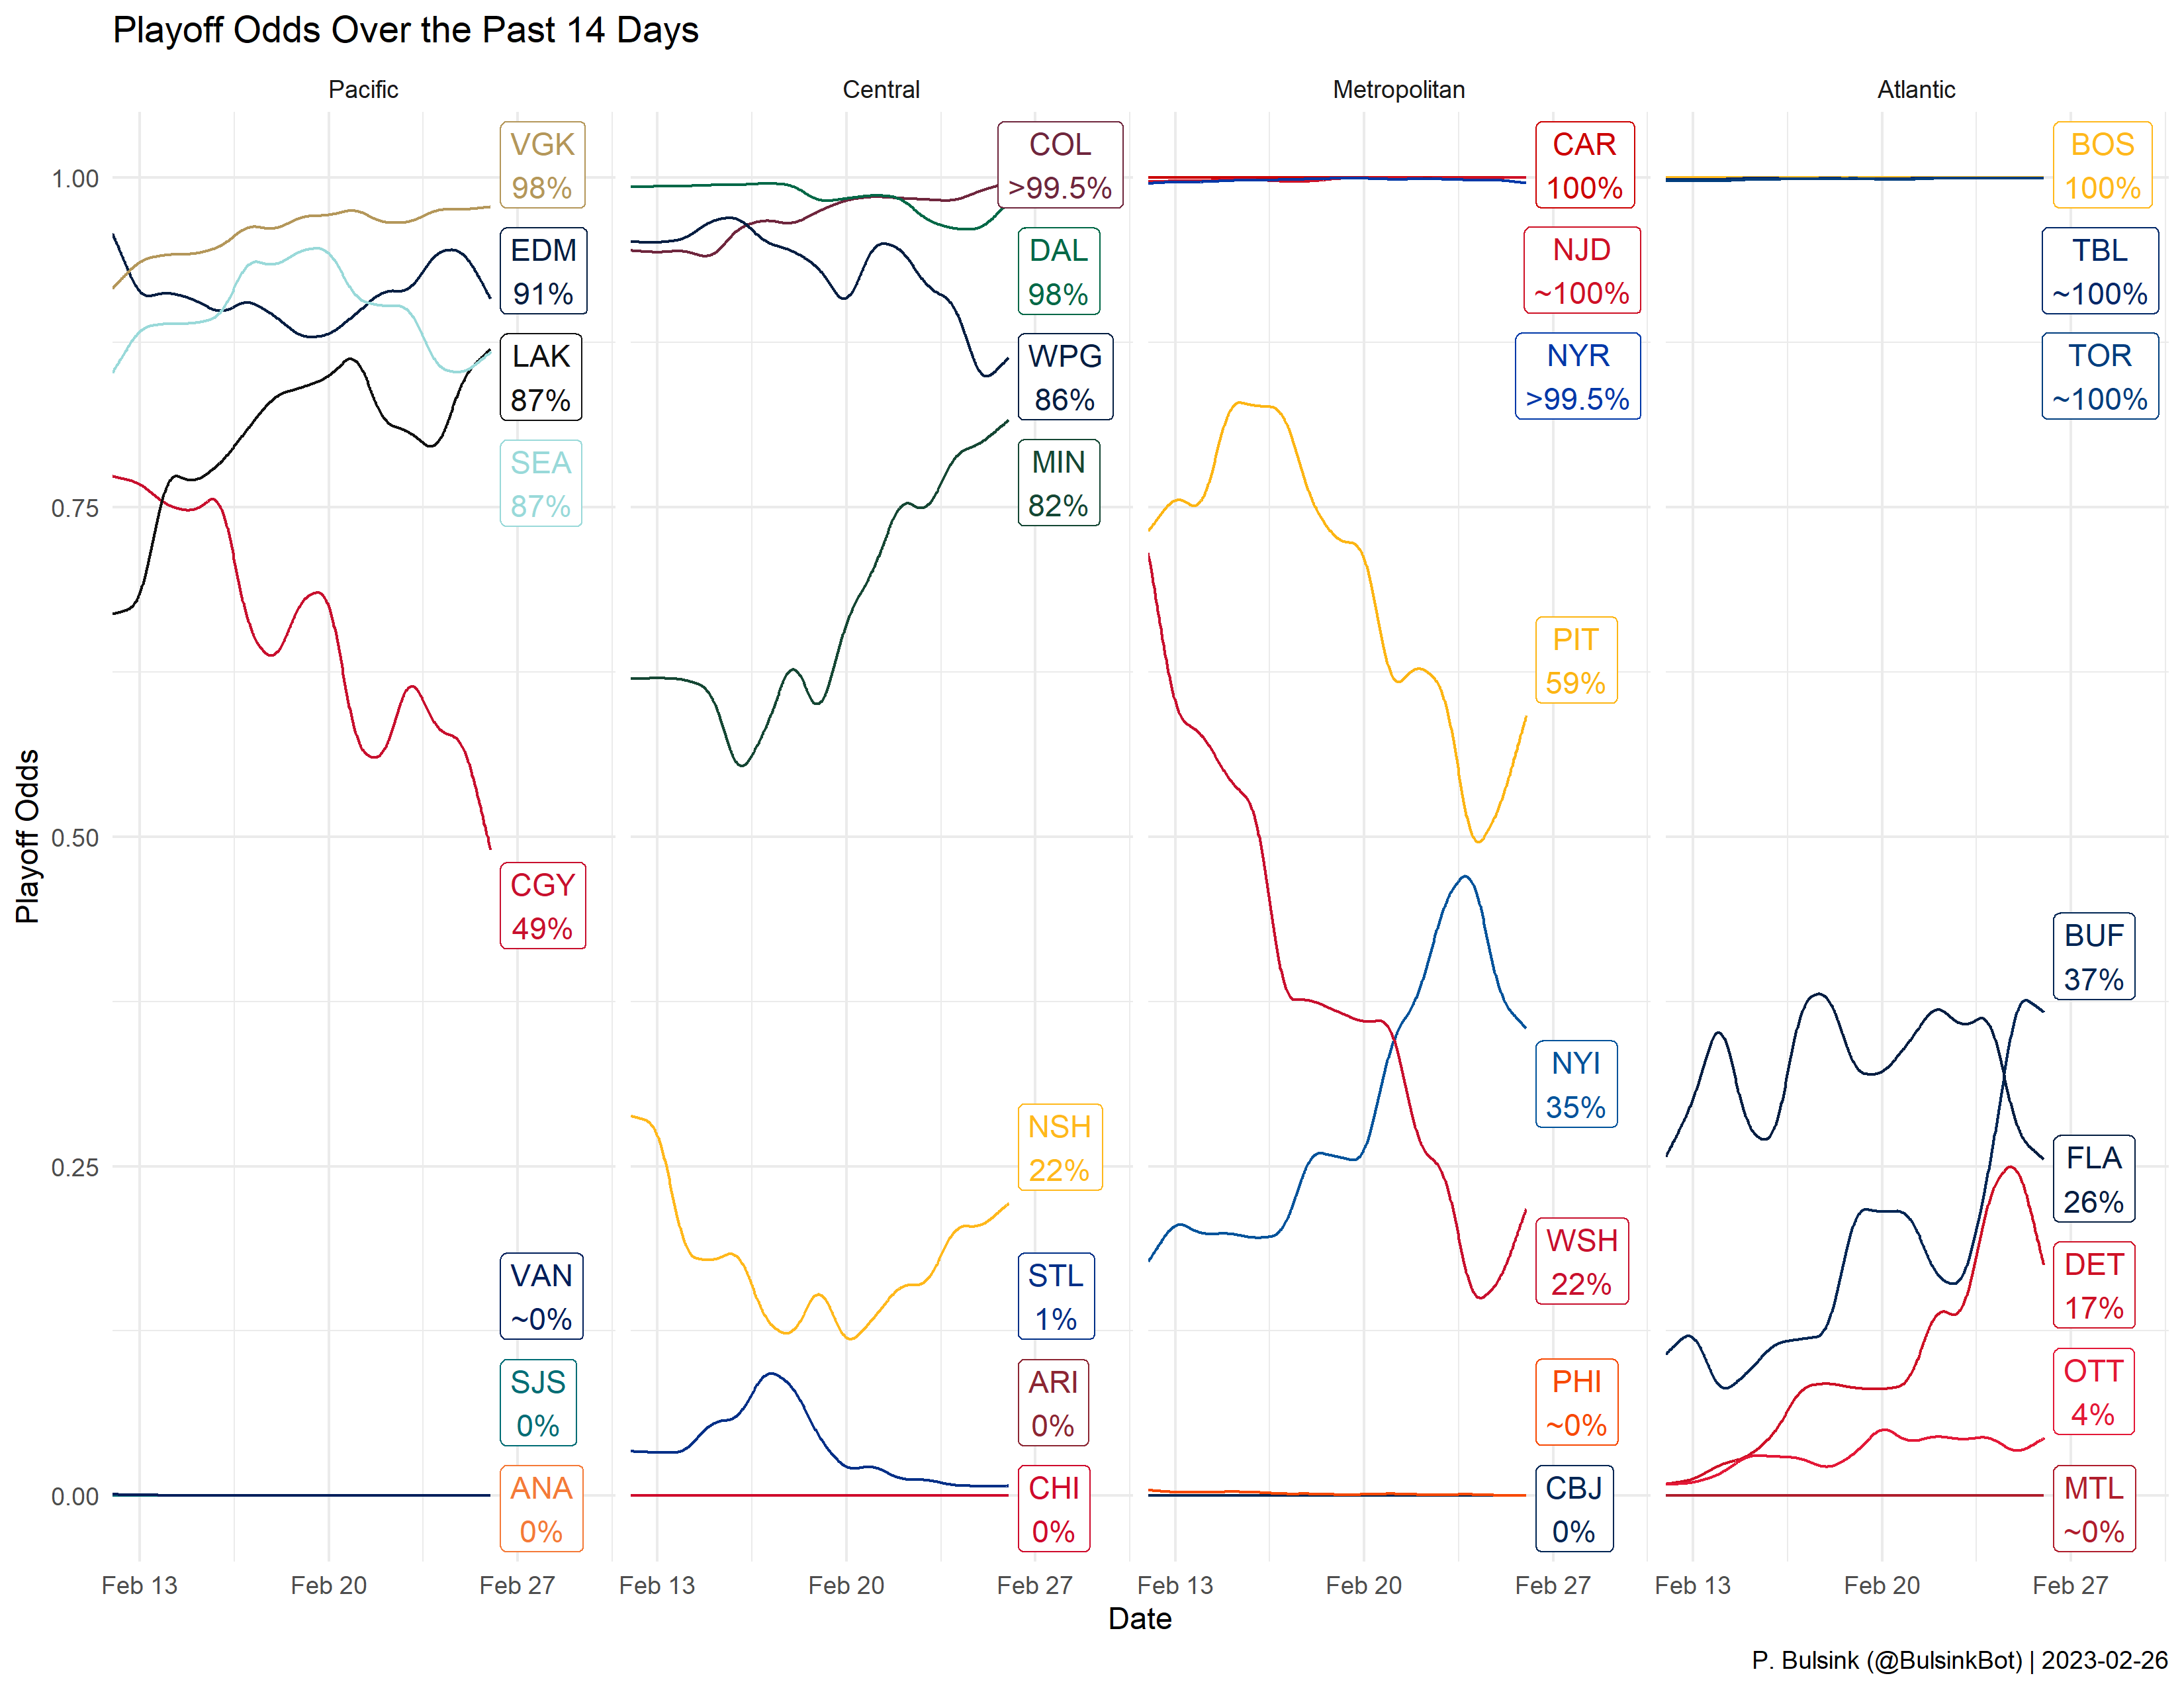 Playoff Odds Over the Past 14 Days
Pacific
Central
Metropolitan
Atlantic
Playoff Odds
1.00
0.75
0.50
0.25
0.00
VGK
98%
EDM
91%
LAK
87%
SEA
87%
CGY
49%
VAN
~0%
SJS
0%
ANA
0%
COL
>99.5%
DAL
98%
WPG
86%
MIN
82%
NSH
22%
STL
1%
ARI
0%
CHI
0%
CAR
100%
NJD
~100%
NYR
>99.5%
PIT
59%
NYI
35%
WSH
22%
PHI
~0%
CBJ
0%
BOS
100%
TBL
~100%
TOR
~100%
BUF
37%
FLA
26%
DET
17%
OTT
4%
MTL
~0%
Feb 13 Feb 20 Feb 27
Feb 13 Feb 20 Feb 27
Feb 13 Feb 20 Feb 27
Feb 13 Feb 20 Feb 27
Date
P. Bulsink (@BulsinkBot) | 2023-02-26